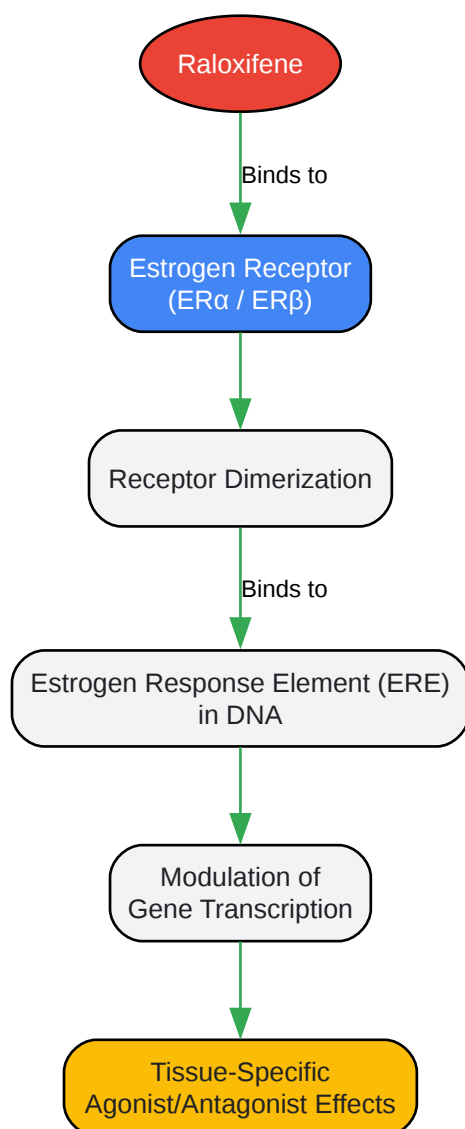 Raloxifene
Binds to
Estrogen Receptor
(ERα / ERβ)
Receptor Dimerization
Binds to
Estrogen Response Element (ERE)
in DNA
Modulation of
Gene Transcription
Tissue-Specific
Agonist/Antagonist Effects